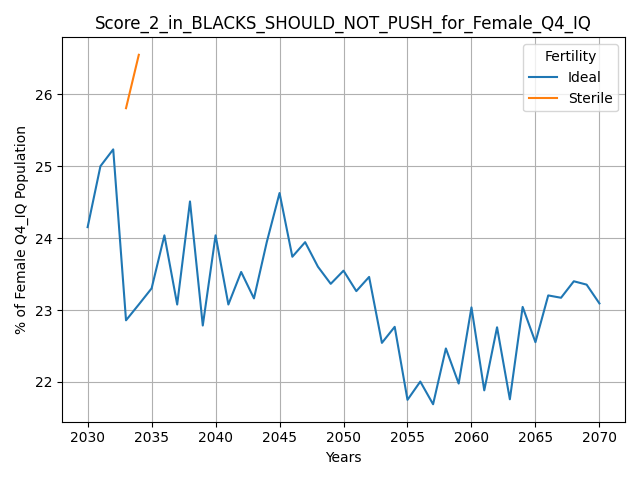 Score_2_in_BLACKS_SHOULD_NOT_PUSH_for_Female_Q4_IQ
Fertility
Ideal
Sterile
% of Female Q4_IQ Population
26
25
24
23
22
2030 2035 2040 2045 2050 2055 2060 2065 2070
Years